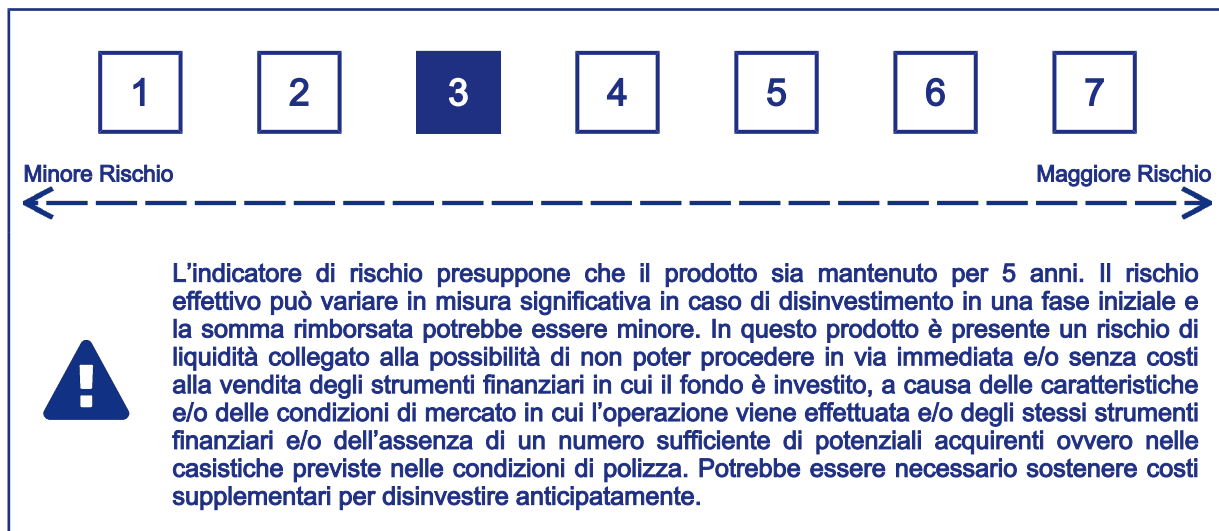 1 2 3 4 5 6 7
Minore Rischio Maggiore Rischio
L'indicatore di rischio presuppone che il prodotto sia mantenuto per 5 anni. Il rischio
effettivo può variare in misura significativa in caso di disinvestimento in una fase iniziale e
la somma rimborsata potrebbe essere minore. In questo prodotto è presente un rischio di
liquidità collegato alla possibilità di non poter procedere in via immediata e/o senza costi
alla vendita degli strumenti finanziari in cui il fondo è investito, a causa delle caratteristiche
e/o delle condizioni di mercato in cui l'operazione viene effettuata e/o degli stessi strumenti
finanziari e/o dell'assenza di un numero sufficiente di potenziali acquirenti ovvero nelle
casistiche previste nelle condizioni di polizza. Potrebbe essere necessario sostenere costi
supplementari per disinvestire anticipatamente.